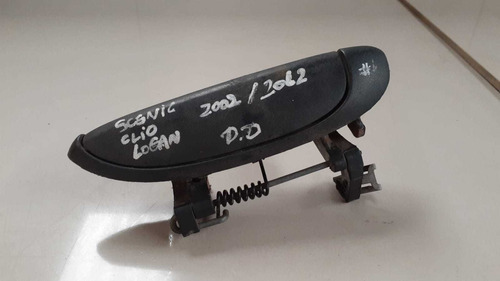 SCENIC
CLIO
LOGAN
2002/2012
D.D
#